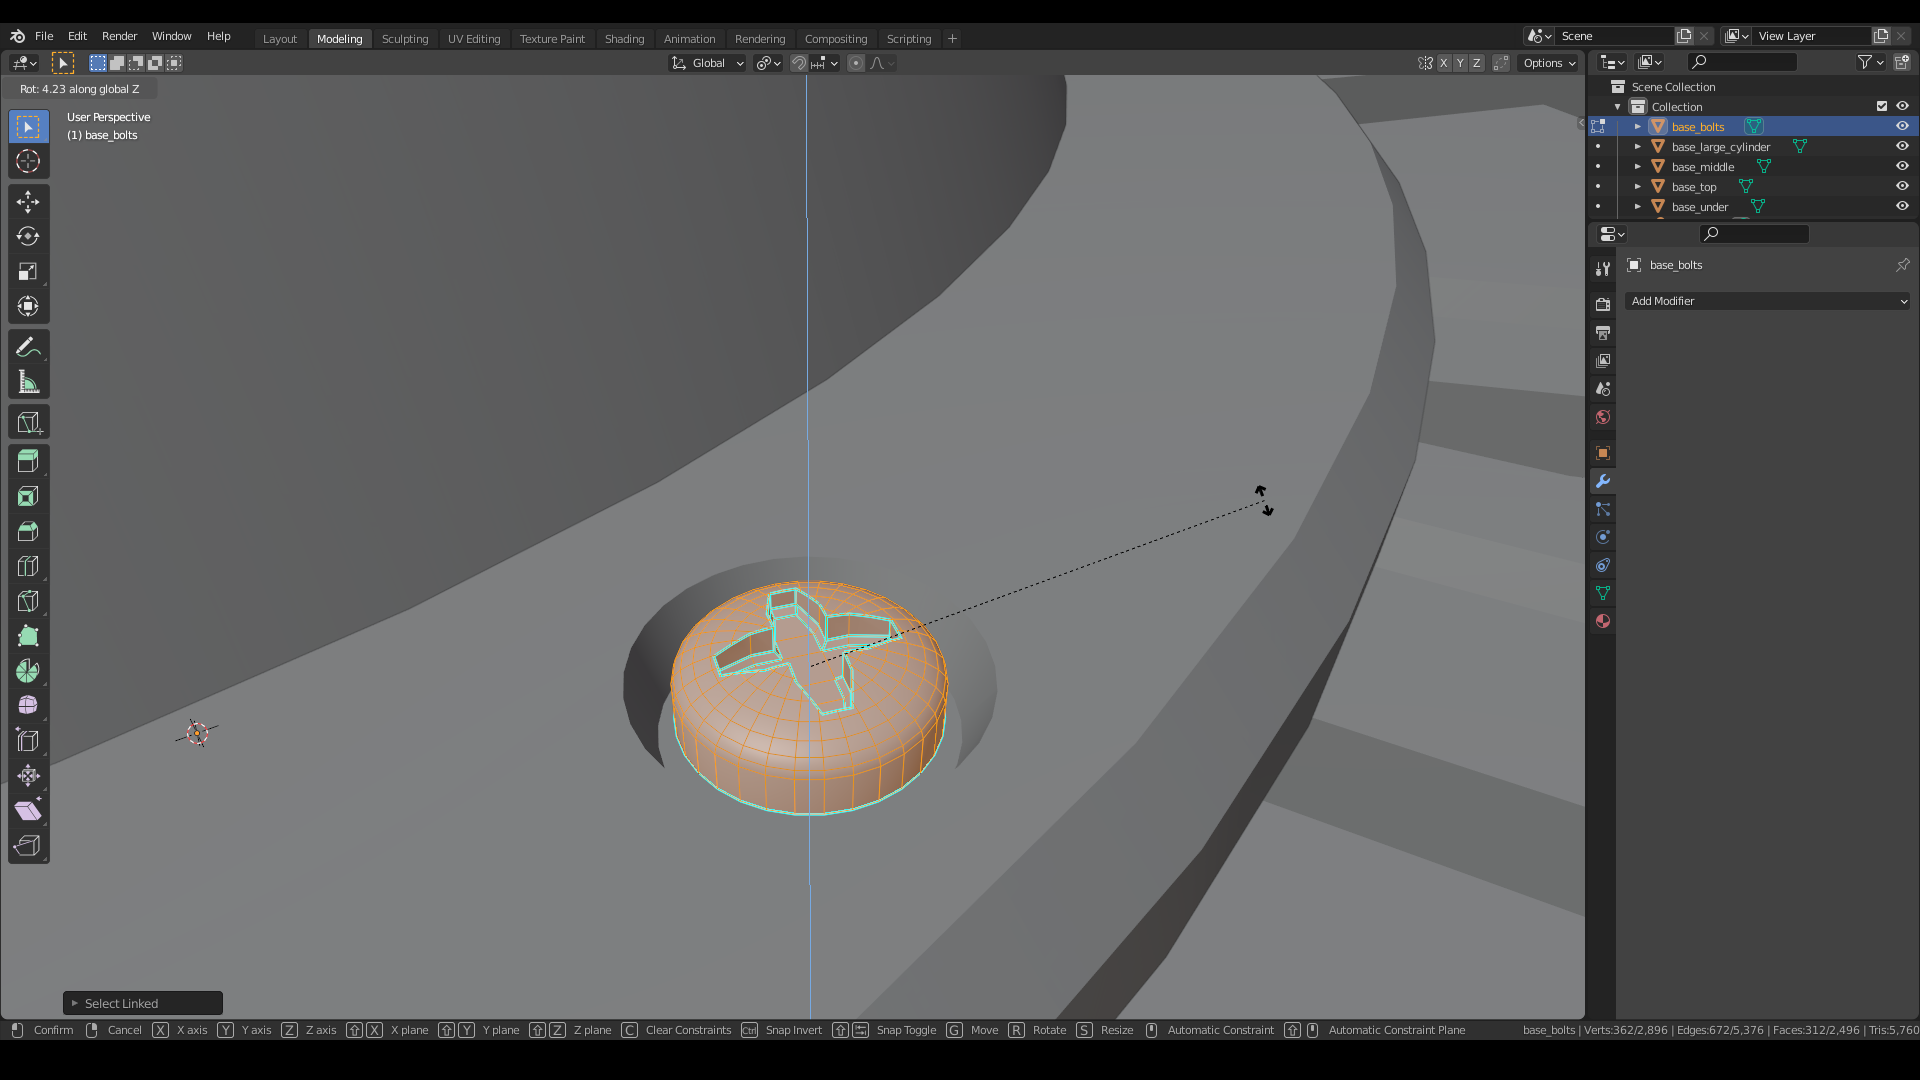 File Edit Render Window Help Layout Modeling Sculpting UV Editing Texture Paint Shading Animation Rendering Compositing Scripting + Scene View Layer
Global X Y Z Options
Rot: 4.23 along global Z
User Perspective
(1) base_bolts
Scene Collection
Collection
base_bolts
base_large_cylinder
base_middle
base_top
base_under
base_bolts
Add Modifier
Select Linked
Confirm Cancel X X axis Y Y axis Z Z axis X X plane Y Y plane Z Z plane C Clear Constraints Ctrl Snap Invert Snap Toggle G Move R Rotate S Resize Automatic Constraint Automatic Constraint Plane base_bolts | Verts:362/2,896 | Edges:672/5,376 | Faces:312/2,496 | Tris:5,760